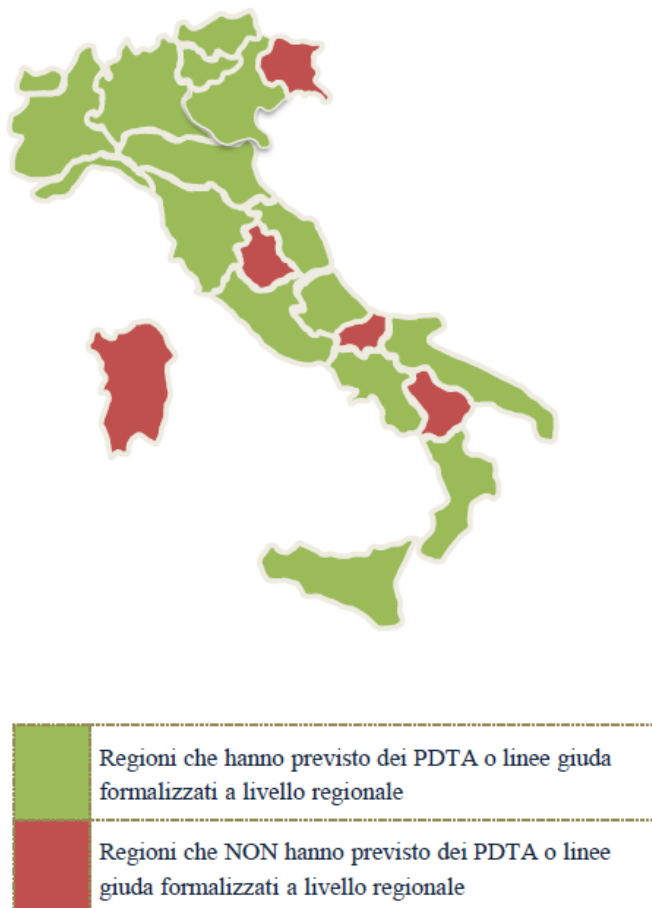 Regioni che hanno previsto dei PDTA o linee giuda
formalizzati a livello regionale
Regioni che NON hanno previsto dei PDTA o linee
giuda formalizzati a livello regionale